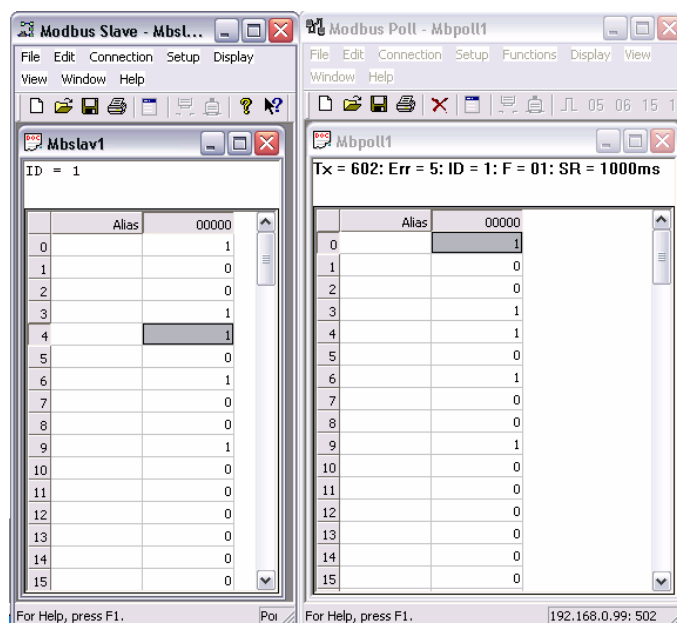 Modbus Slave - Mbsl...
File Edit Connection Setup Display
View Window Help
Mbslav1
ID = 1
Alias 00000
0 1
1 0
2 0
3 1
4 1
5 0
6 1
7 0
8 0
9 1
10 0
11 0
12 0
13 0
14 0
15 0
For Help, press F1. Poi
Modbus Poll - Mbpoll1
File Edit Connection Setup Functions Display View
Window Help
05 06 15 1
Mbpoll1
Tx = 602: Err = 5: ID = 1: F = 01: SR = 1000ms
Alias 00000
0 1
1 0
2 0
3 1
4 1
5 0
6 1
7 0
8 0
9 1
10 0
11 0
12 0
13 0
14 0
15 0
For Help, press F1. 192.168.0.99: 502